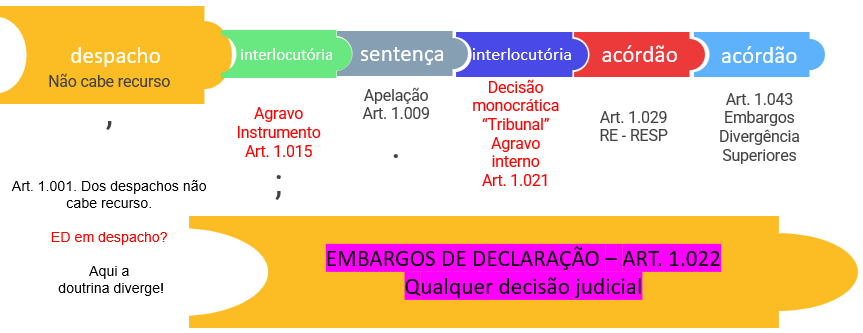 despacho
Não cabe recurso
,
Art. 1.001. Dos despachos não
cabe recurso.
ED em despacho?
Aqui a
doutrina diverge!
interlocutória
Agravo
Instrumento
Art. 1.015
;
sentença
Apelação
Art. 1.009
.
interlocutória
Decisão
monocrática
“Tribunal”
Agravo
interno
Art. 1.021
acórdão
Art. 1.029
RE - RESP
acórdão
Art. 1.043
Embargos
Divergência
Superiores
EMBARGOS DE DECLARAÇÃO – ART. 1.022
Qualquer decisão judicial